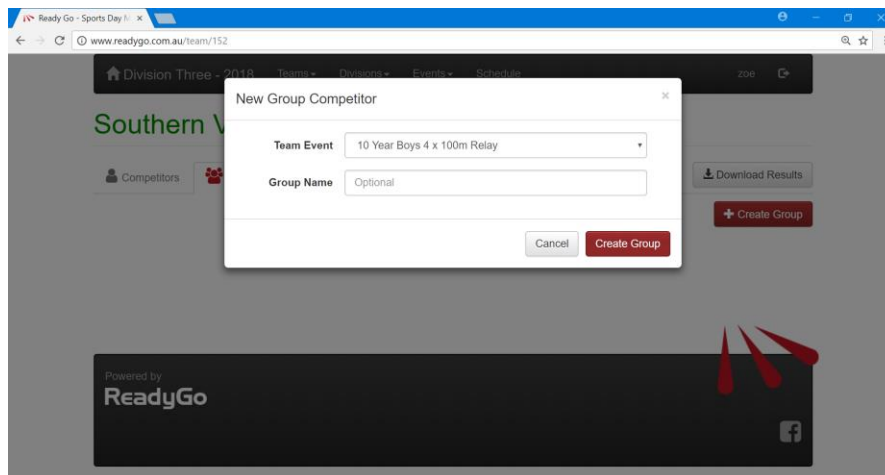 Ready Go - Sports Day M
www.readygo.com.au/team/152
Division Three - 2018 Teams Divisions Events Schedule zoe
New Group Competitor ×
Southern V
Team Event 10 Year Boys 4 x 100m Relay
Competitors Download Results
Group Name Optional
Create Group
Cancel Create Group
Powered by
ReadyGo